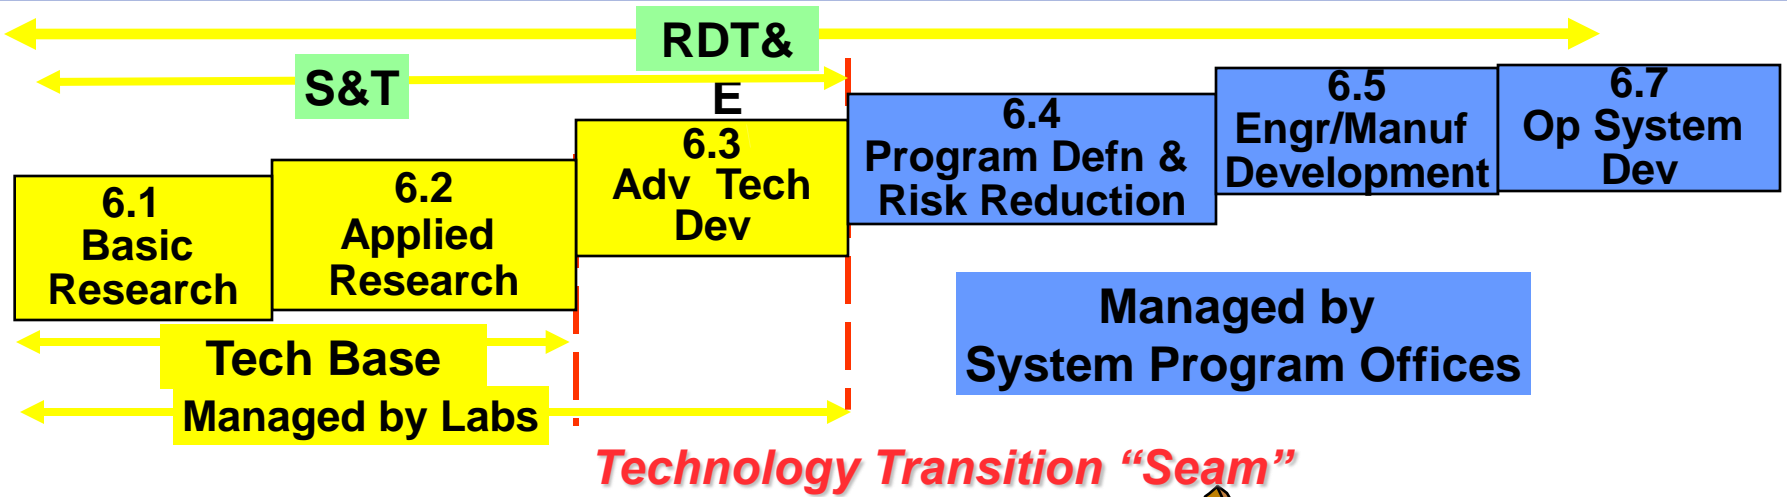 RDT&
E
S&T
6.1
Basic
Research
6.2
Applied
Research
6.3
Adv Tech
Dev
6.4
Program Defn &
Risk Reduction
6.5
Engr/Manuf
Development
6.7
Op System
Dev
Tech Base
Managed by Labs
Managed by
System Program Offices
Technology Transition “Seam”